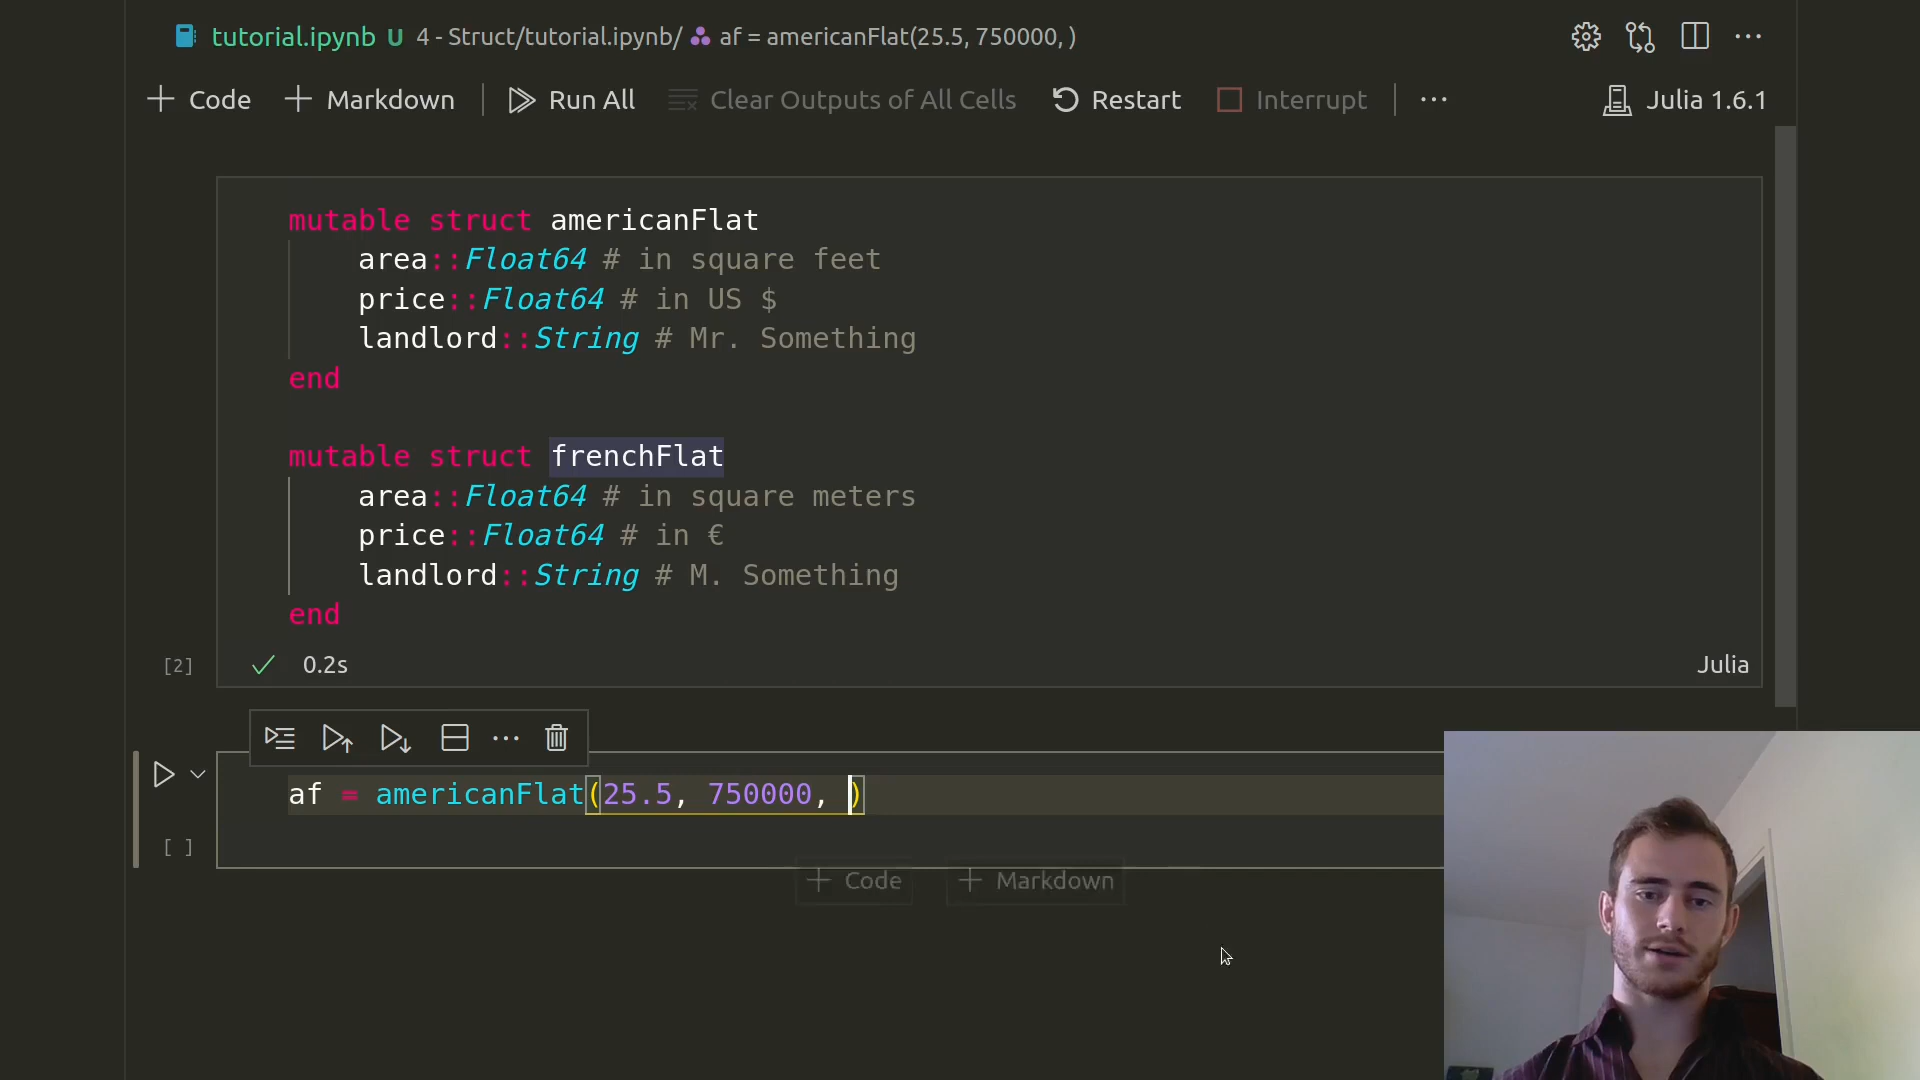 tutorial.ipynb U 4 - Struct/tutorial.ipynb/ af = americanFlat(25.5, 750000, )
Code Markdown Run All Clear Outputs of All Cells Restart Interrupt ... Julia 1.6.1
mutable struct americanFlat
area::Float64 # in square feet
price::Float64 # in US $
landlord::String # Mr. Something
end
mutable struct frenchFlat
area::Float64 # in square meters
price::Float64 # in €
landlord::String # M. Something
end
[2] 0.2s Julia
af = americanFlat(25.5, 750000, )
[ ]
Code Markdown